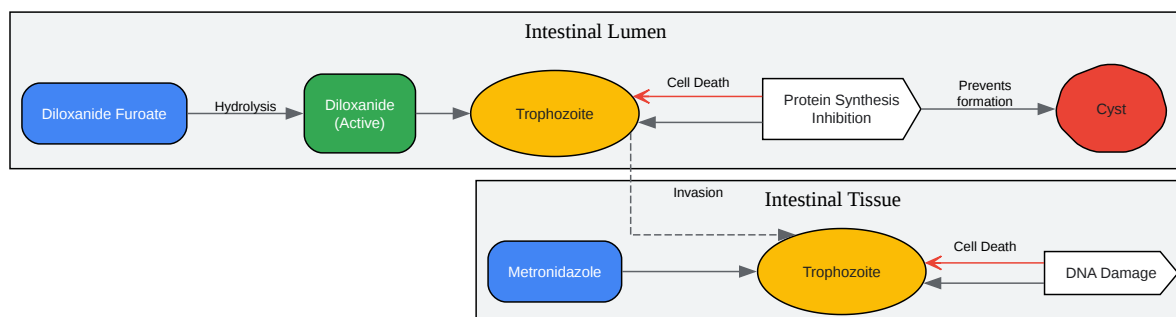 Intestinal Lumen
Diloxanide Furoate
Hydrolysis
Diloxanide
(Active)
Trophozoite
Cell Death
Protein Synthesis
Inhibition
Prevents
formation
Cyst
Invasion
Intestinal Tissue
Metronidazole
Trophozoite
Cell Death
DNA Damage